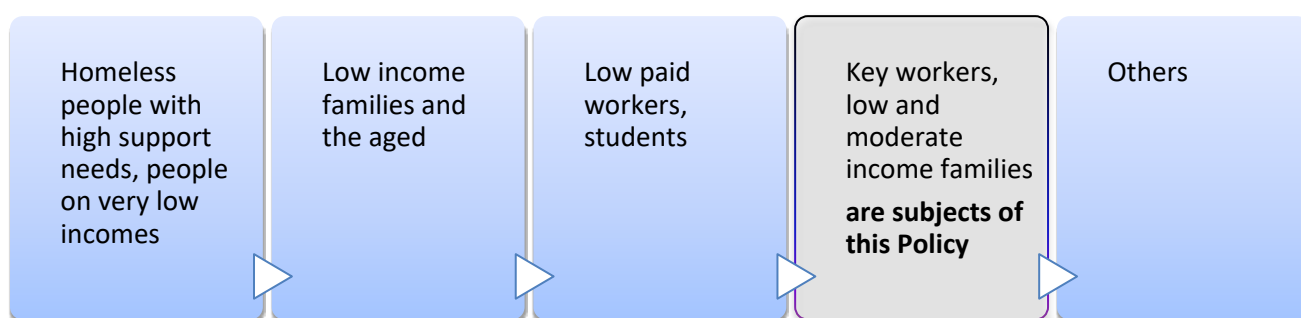 Homeless
people with
high support
needs, people
on very low
incomes
Low income
families and
the aged
Low paid
workers,
students
Key workers,
low and
moderate
income families
are subjects of
this Policy
Others